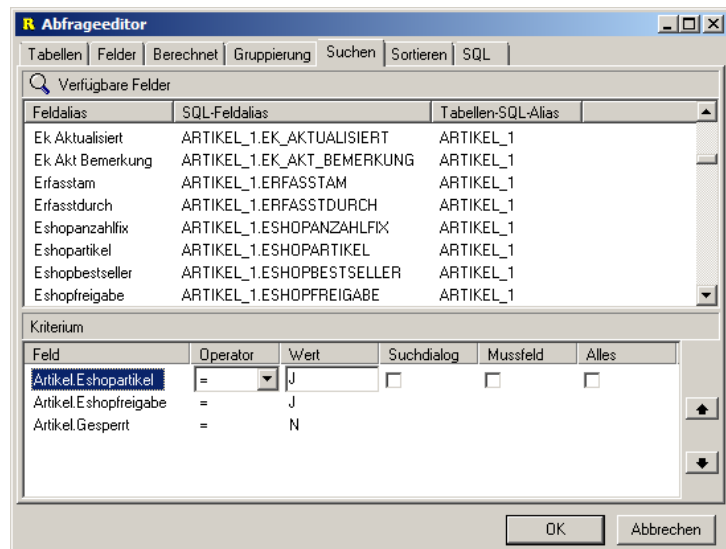 R Abfrageeditor
Tabellen Felder Berechnet Gruppierung Suchen Sortieren SQL
Verfügbare Felder
Feldalias SQL-Feldalias Tabellen-SQL-Alias
Ek Aktualisiert ARTIKEL_1.EK_AKTUALISIERT ARTIKEL_1
Ek Akt Bemerkung ARTIKEL_1.EK_AKT_BEMERKUNG ARTIKEL_1
Erfasstam ARTIKEL_1.ERFASSTAM ARTIKEL_1
Erfasstdurch ARTIKEL_1.ERFASSTDURCH ARTIKEL_1
Eshopanzahlfix ARTIKEL_1.ESHOPANZAHLFIX ARTIKEL_1
Eshopartikel ARTIKEL_1.ESHOPARTIKEL ARTIKEL_1
Eshopbestseller ARTIKEL_1.ESHOPBESTSELLER ARTIKEL_1
Eshopfreigabe ARTIKEL_1.ESHOPFREIGABE ARTIKEL_1
Kriterium
Feld Operator Wert Suchdialog Mussfeld Alles
Artikel.Eshopartikel = J
Artikel.Eshopfreigabe = J
Artikel.Gesperrt = N
OK Abbrechen